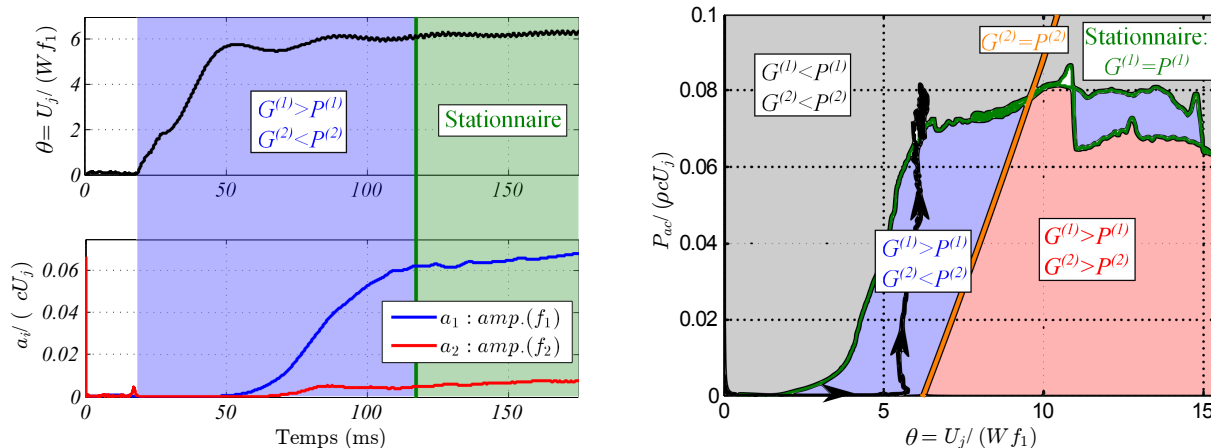 θ= U_j/ (W f_1)
6
4
2
0
G^(1)>P^(1)
G^(2)<P^(2)
Stationnaire
0 50 100 150
a_i/ ( cU_j)
0.06
0.04
0.02
0
a_1 : amp.(f_1)
a_2 : amp.(f_2)
0 50 100 150
Temps (ms)
P_ac/ (ρcU_j)
0.1
0.08
0.06
0.04
0.02
0
G^(1)<P^(1)
G^(2)<P^(2)
G^(2)=P^(2)
Stationnaire:
G^(1)=P^(1)
G^(1)>P^(1)
G^(2)<P^(2)
G^(1)>P^(1)
G^(2)>P^(2)
0 5 10 15
θ= U_j/ (W f_1)